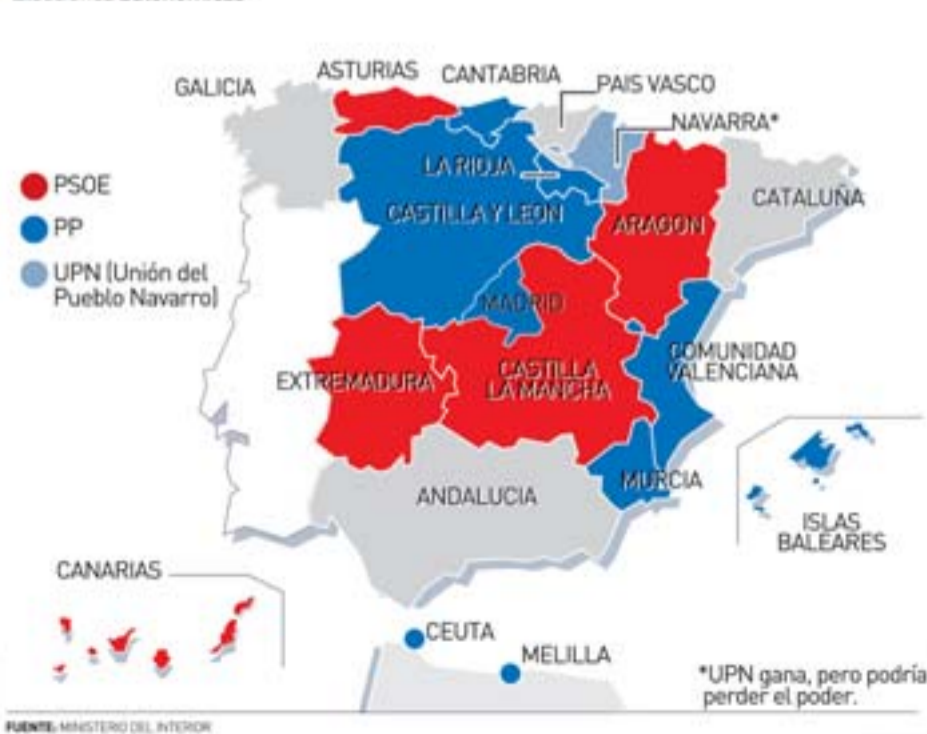 GALICIA
ASTURIAS
CANTABRIA
PAIS VASCO
NAVARRA*
LA RIOJA
PSOE
PP
UPN (Unión del
Pueblo Navarro)
CASTILLA Y LEON
ARAGON
CATALUÑA
MADRID
EXTREMADURA
CASTILLA
LA MANCHA
COMUNIDAD
VALENCIANA
ANDALUCIA
MURCIA
ISLAS
BALEARES
CANARIAS
CEUTA
MELILLA
*UPN gana, pero podría
perder el poder.
FUENTE: MINISTERIO DEL INTERIOR